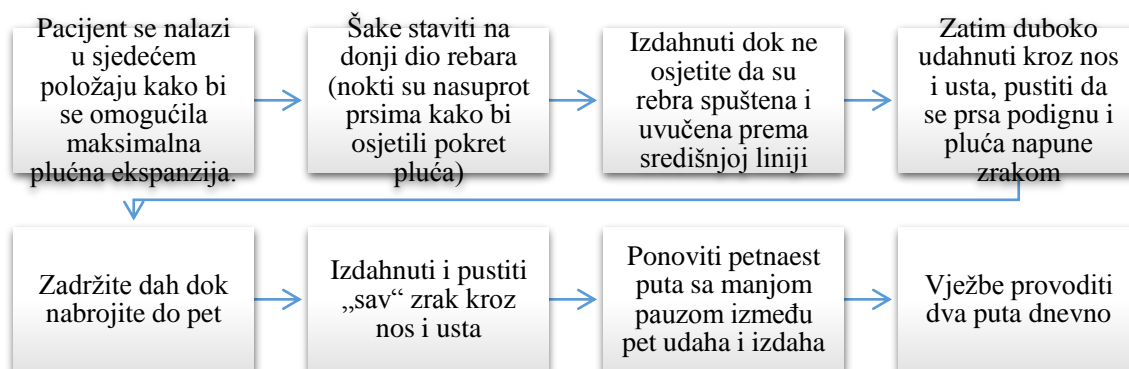 Pacijent se nalazi
u sjedećem
položaju kako bi
se omogućila
maksimalna
plućna ekspanzija.
Šake staviti na
donji dio rebara
(nokti su nasuprot
prsima kako bi
osjetili pokret
pluća)
Izdahnuti dok ne
osjetite da su
rebra spuštena i
uvučena prema
središnjoj liniji
Zatim duboko
udahnuti kroz nos
i usta, pustiti da
se prsa podignu i
pluća napune
zrakom
Zadržite dah dok
nabrojite do pet
Izdahnuti i pustiti
„sav“ zrak kroz
nos i usta
Ponoviti petnaest
puta sa manjom
pauzom između
pet udaha i izdaha
Vježbe provoditi
dva puta dnevno